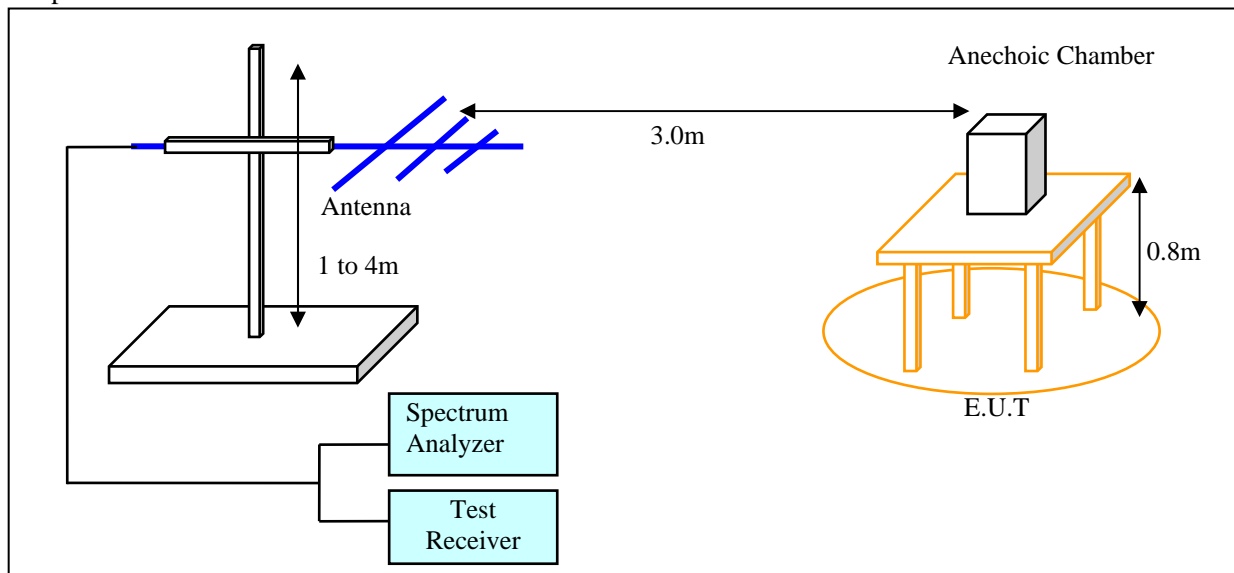 Anechoic Chamber
3.0m
Antenna
1 to 4m
0.8m
E.U.T
Spectrum
Analyzer
Test
Receiver